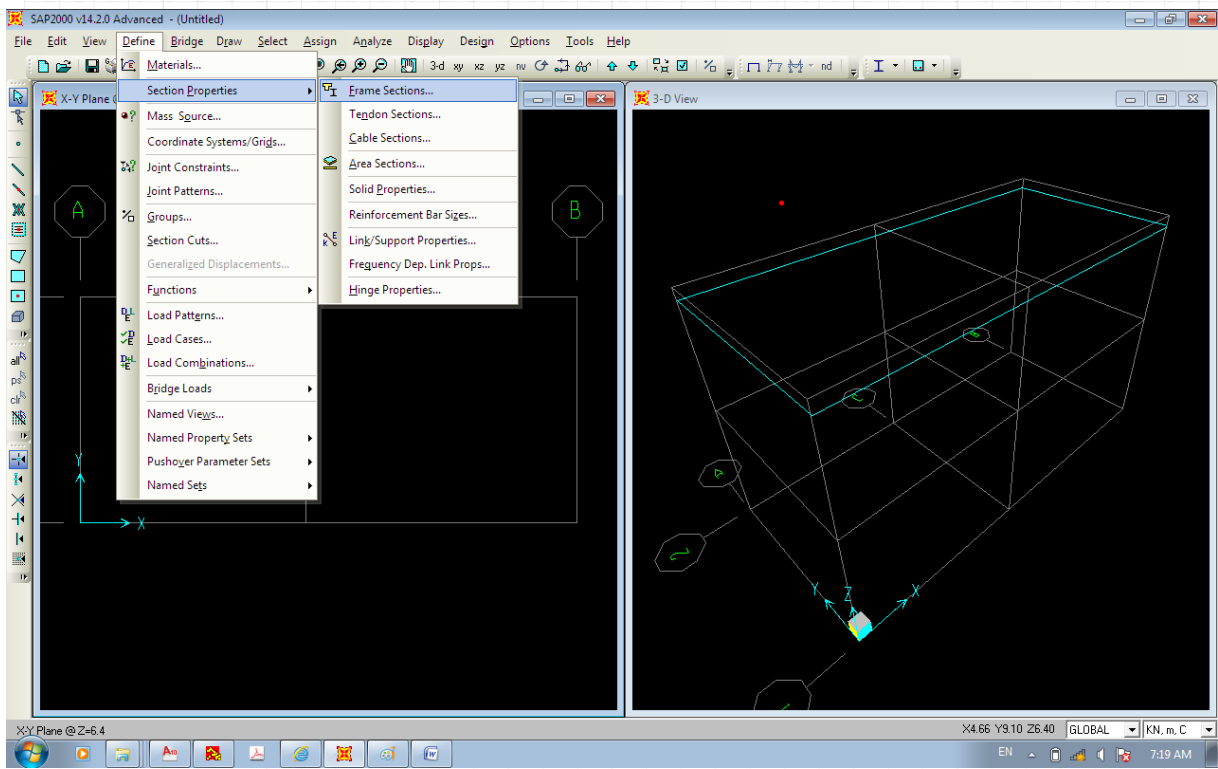 SAP2000 v14.2.0 Advanced - (Untitled)
File Edit View Define Bridge Draw Select Assign Analyze Display Design Options Tools Help
3-d xy xz yz nv nd
X-Y Plane
Materials...
Section Properties
Mass Source...
Coordinate Systems/Grids...
Joint Constraints...
Joint Patterns...
Groups...
Section Cuts...
Generalized Displacements...
Functions
Load Patterns...
Load Cases...
Load Combinations...
Bridge Loads
Named Views...
Named Property Sets
Pushover Parameter Sets
Named Sets
Frame Sections...
Tendon Sections...
Cable Sections...
Area Sections...
Solid Properties...
Reinforcement Bar Sizes...
Link/Support Properties...
Frequency Dep. Link Props...
Hinge Properties...
all
ps
clr
A
B
Y
X
3-D View
Y
Z
X
X-Y Plane @ Z=6.4
X4.66 Y9.10 Z6.40
GLOBAL
KN, m, C
EN
7:19 AM